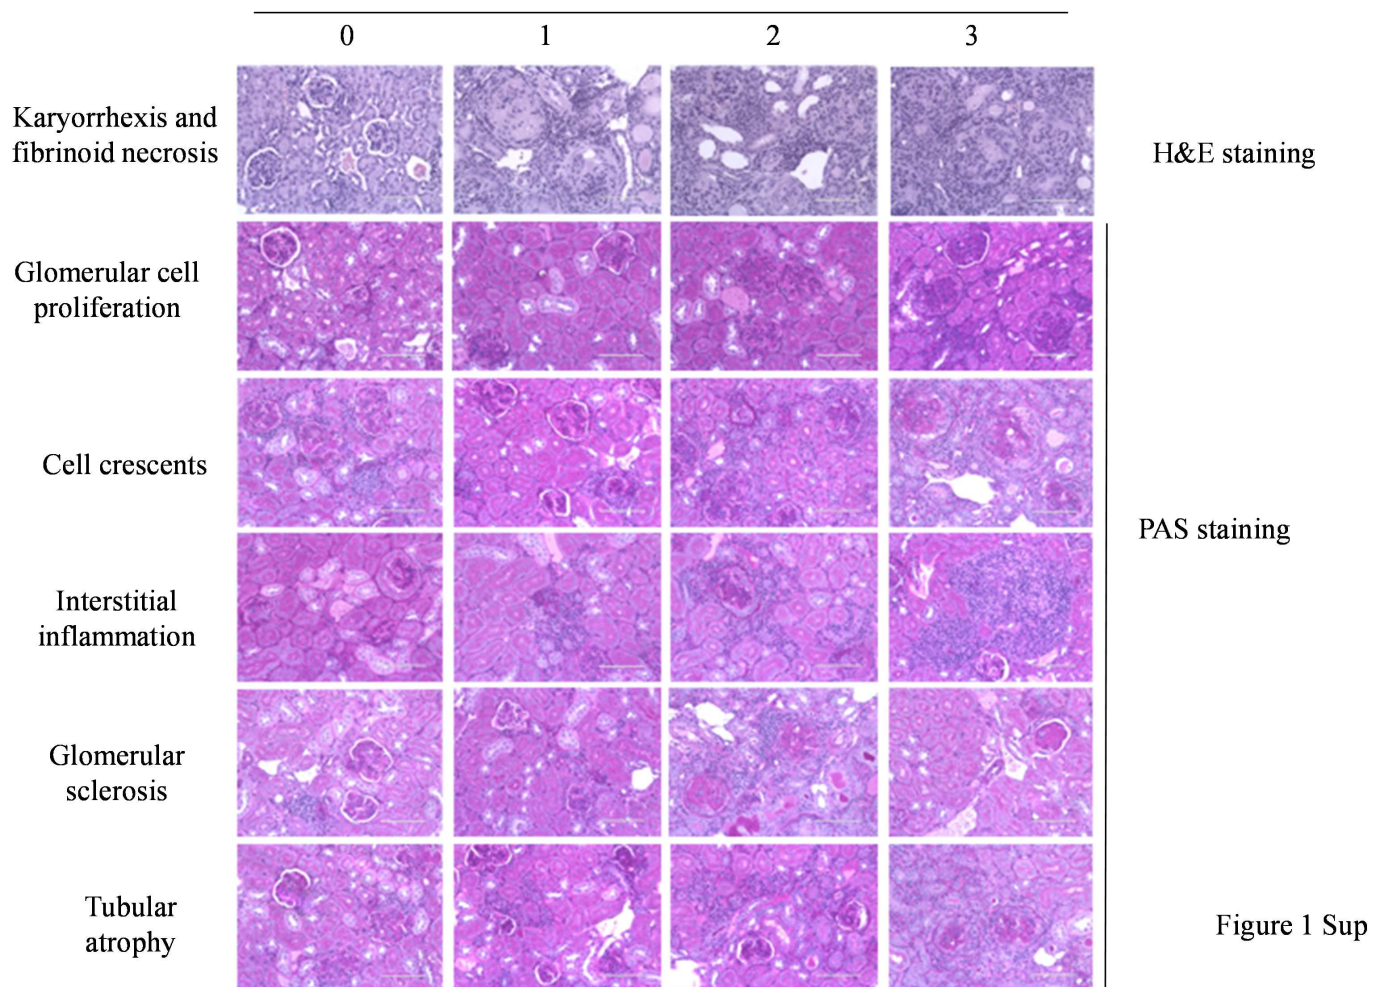 0 1 2 3
Karyorrhexis and
fibrinoid necrosis
H&E staining
Glomerular cell
proliferation
Cell crescents
PAS staining
Interstitial
inflammation
Glomerular
sclerosis
Tubular
atrophy
Figure 1 Sup